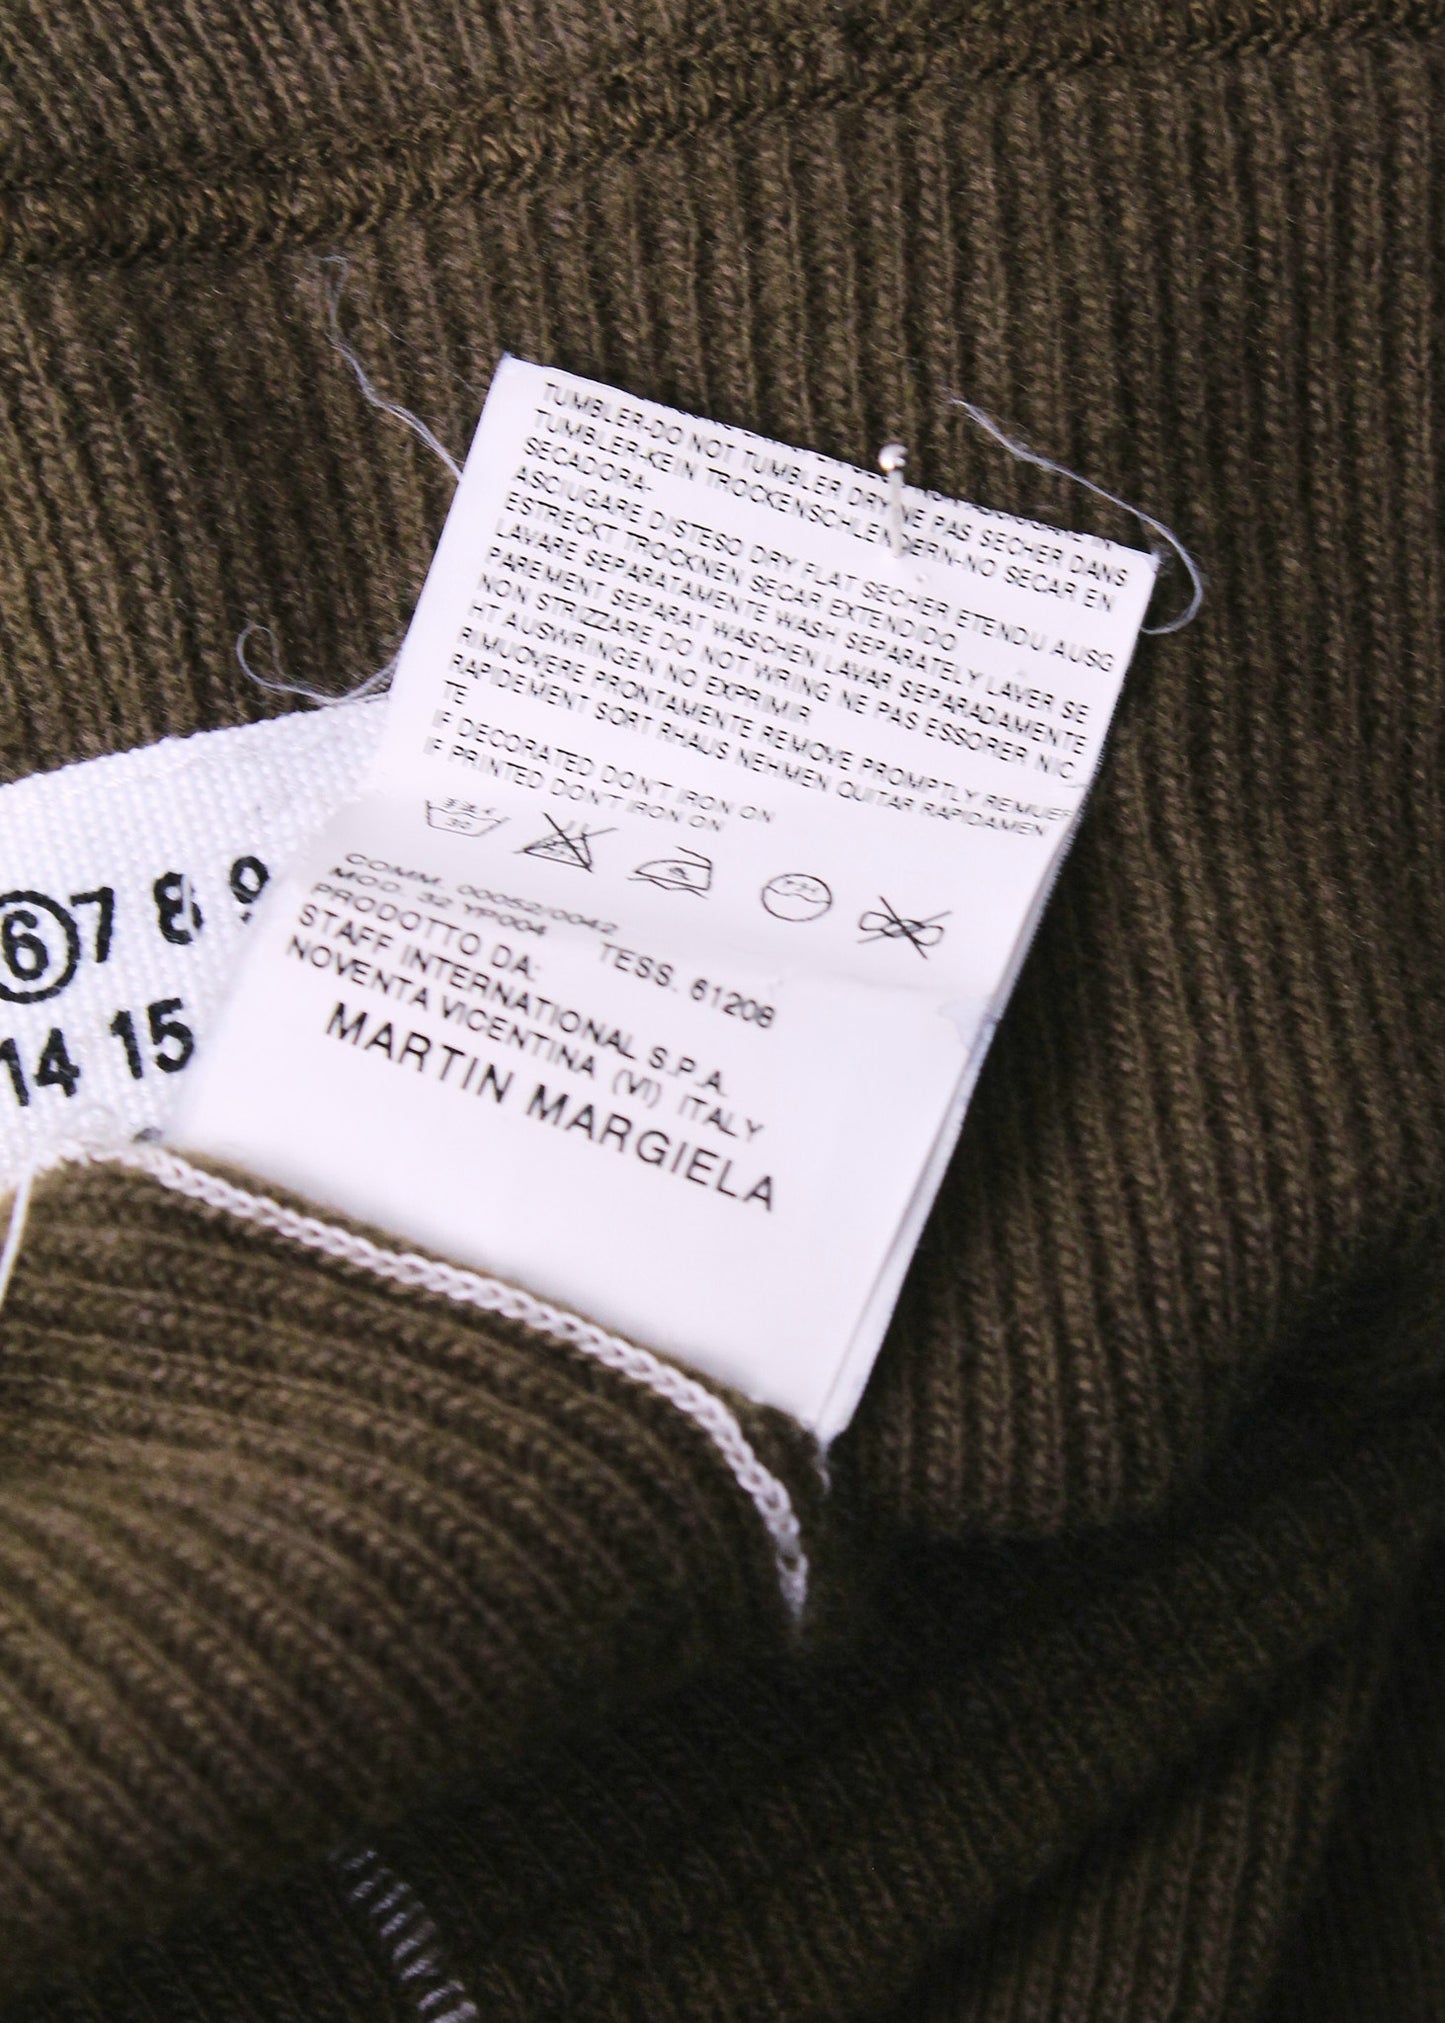 TUMBLER-DO NOT TUMBLER DRY NE PAS SECHER DANS
TUMBLER-KEIN TROCKENSCHLENDERN-NO SECAR EN
SECADORA-
ASCIUGARE DISTESO DRY FLAT SECHER ETENDU AUSG
ESTRECKT TROCKNEN SECAR EXTENDIDO
LAVARE SEPARATAMENTE WASH SEPARATELY LAVER SE
PAREMENT SEPARAT WASCHEN LAVAR SEPARADAMENTE
NON STRIZZARE DO NOT WRING NE PAS ESSORER NIC
HT AUSWRINGEN NO EXPRIMIR
RIMUOVERE PRONTAMENTE REMOVE PROMPTLY REMUER
RAPIDEMENT SORT RHAUS NEHMEN QUITAR RAPIDAMEN
TE
IF DECORATED DON'T IRON ON
IF PRINTED DON'T IRON ON
30
COMM. 00052/0042
MOD. 32 YP004 TESS. 61208
PRODOTTO DA:
STAFF INTERNATIONAL S.P.A.
NOVENTA VICENTINA (VI) ITALY
MARTIN MARGIELA
6 7 8 9
14 15